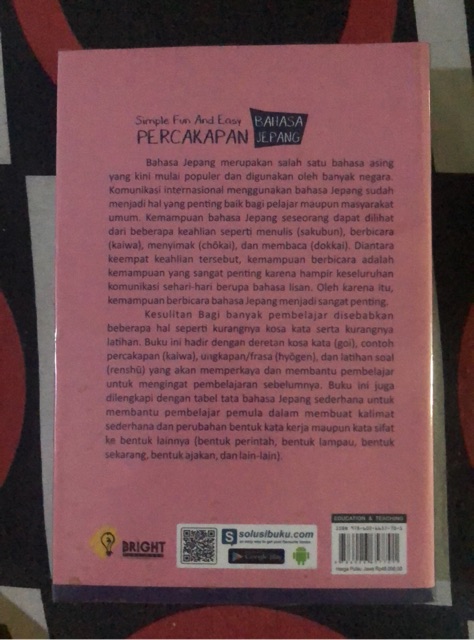 Simple Fun And Easy
PERCAKAPAN
BAHASA
JEPANG
Bahasa Jepang merupakan salah satu bahasa asing
yang kini mulai populer dan digunakan oleh banyak negara.
Komunikasi internasional menggunakan bahasa Jepang sudah
menjadi hal yang penting baik bagi pelajar maupun masyarakat
umum. Kemampuan bahasa Jepang seseorang dapat dilihat
dari beberapa keahlian seperti menulis (sakubun), berbicara
(kaiwa), menyimak (chôkai), dan membaca (dokkai). Diantara
keempat keahlian tersebut, kemampuan berbicara adalah
kemampuan yang sangat penting karena hampir keseluruhan
komunikasi sehari-hari berupa bahasa lisan. Oleh karena itu,
kemampuan berbicara bahasa Jepang menjadi sangat penting.
Kesulitan Bagi banyak pembelajar disebabkan
beberapa hal seperti kurangnya kosa kata serta kurangnya
latihan. Buku ini hadir dengan deretan kosa kata (goi), contoh
percakapan (kaiwa), ungkapan/frasa (hyôgen), dan latihan soal
(renshû) yang akan memperkaya dan membantu pembelajar
untuk mengingat pembelajaran sebelumnya. Buku ini juga
dilengkapi dengan tabel tata bahasa Jepang sederhana untuk
membantu pembelajar pemula dalam membuat kalimat
sederhana dan perubahan bentuk kata kerja maupun kata sifat
ke bentuk lainnya (bentuk perintah, bentuk lampau, bentuk
sekarang, bentuk ajakan, dan lain-lain).
EDUCATION & TEACHING
BRIGHT
S solusibuku.com
Google play